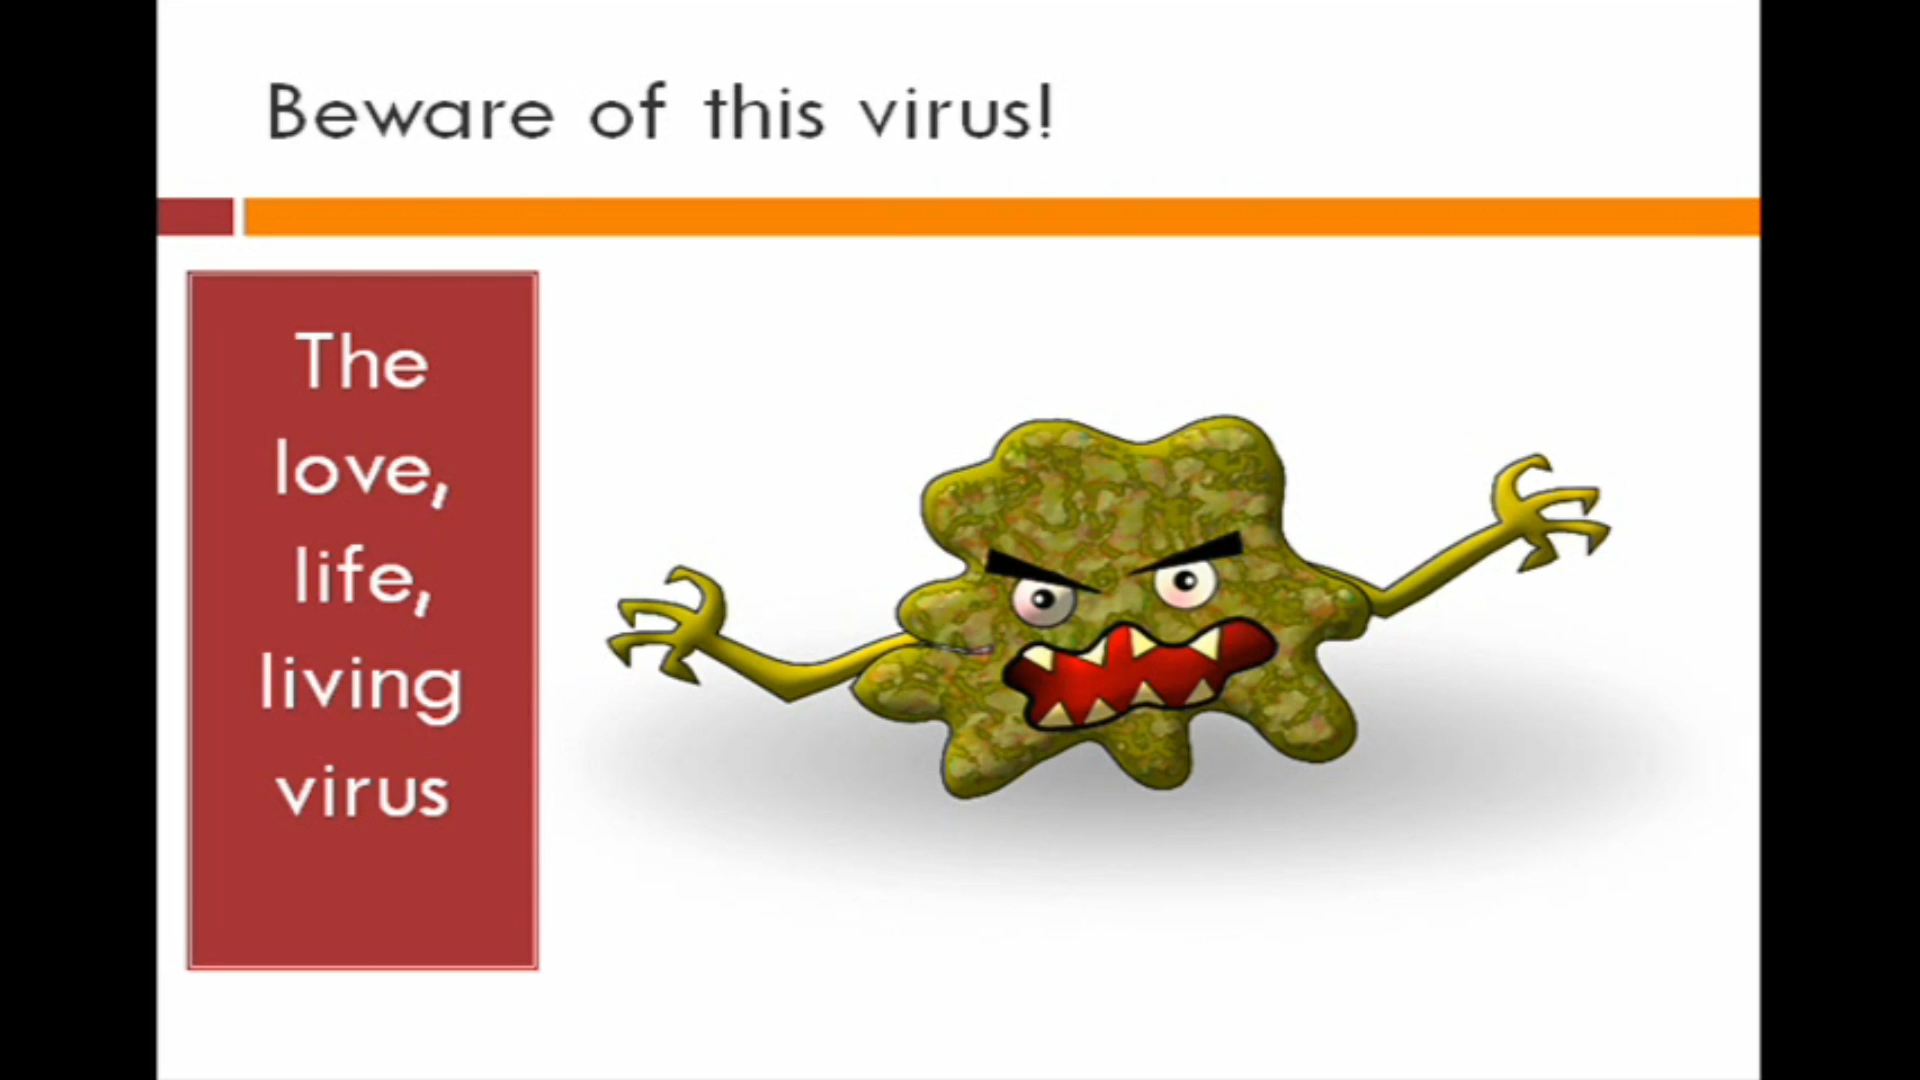 Beware of this virus!
The
love,
life,
living
virus